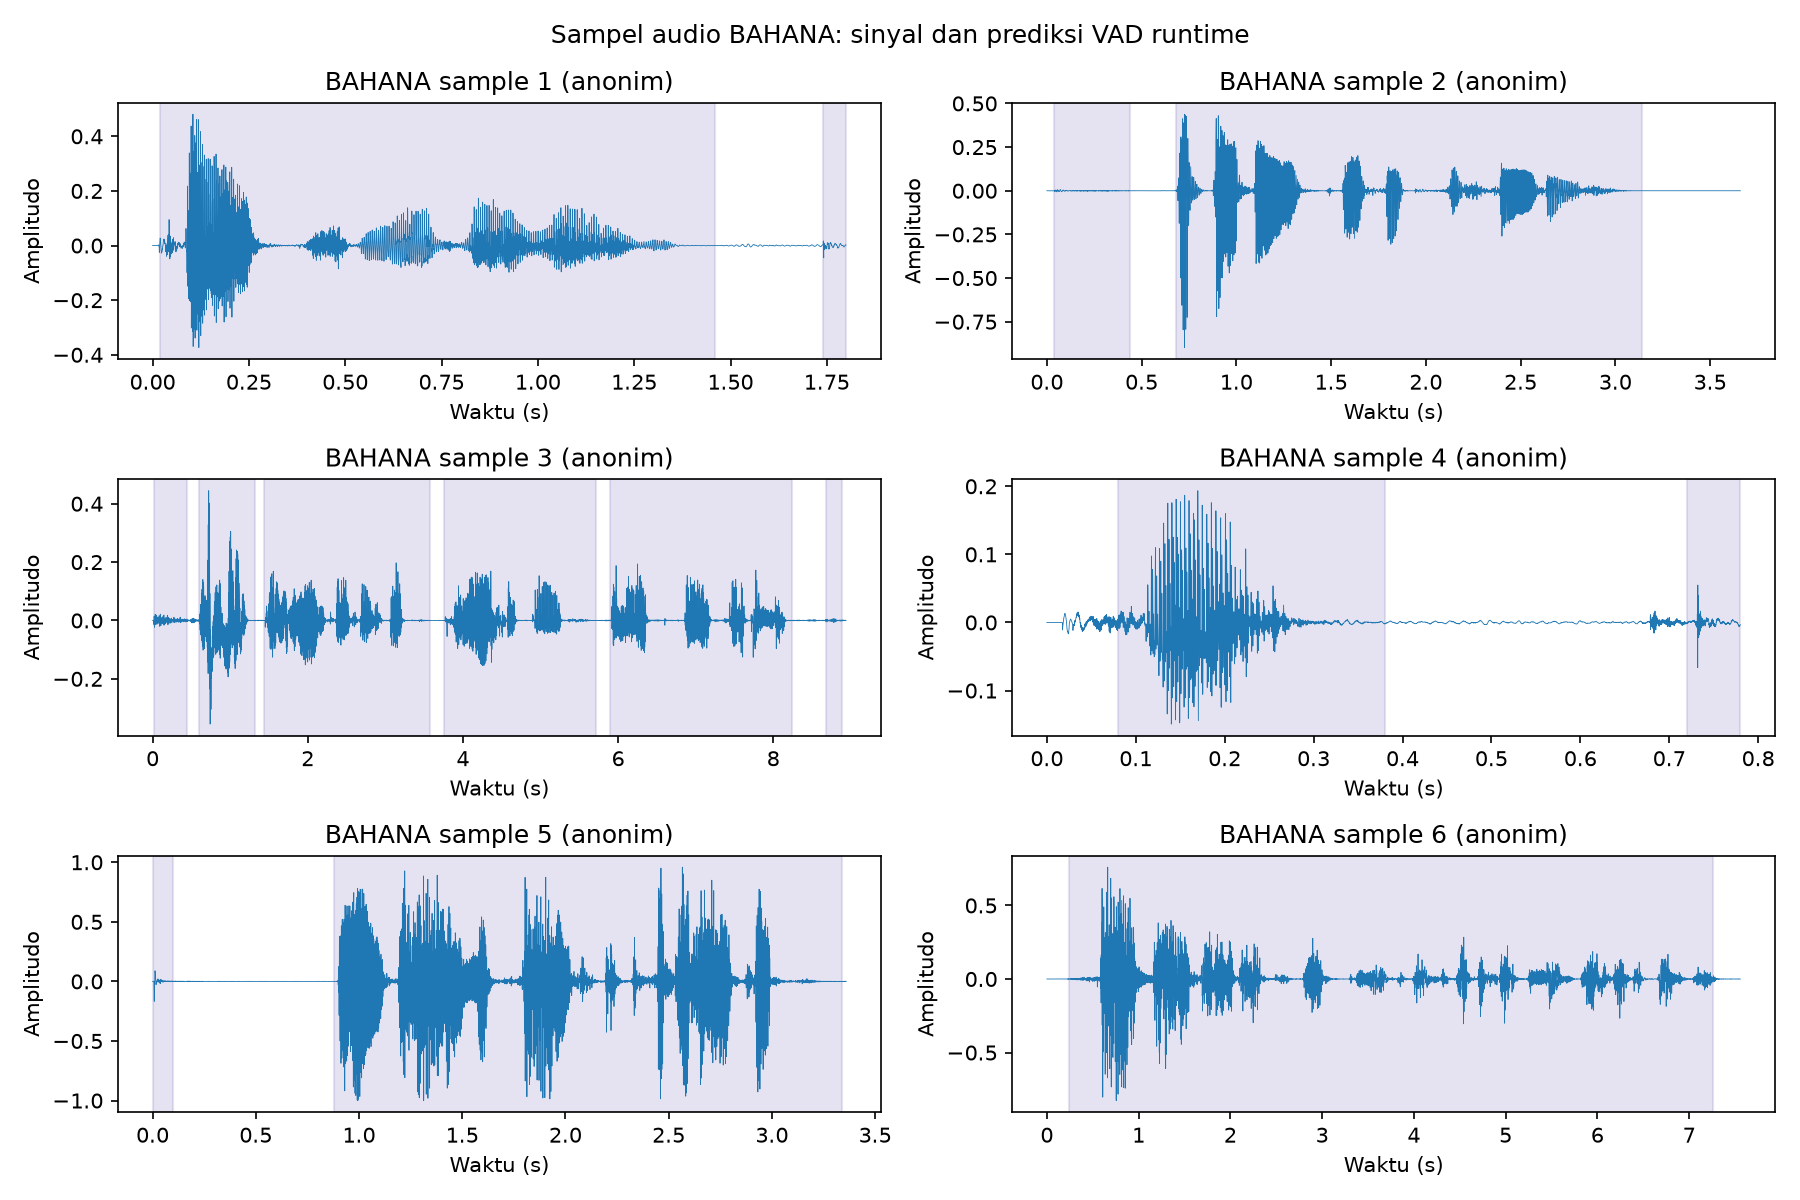 Sampel audio BAHANA: sinyal dan prediksi VAD runtime
BAHANA sample 1 (anonim)
Amplitudo
0.4
0.2
0.0
−0.2
−0.4
0.00 0.25 0.50 0.75 1.00 1.25 1.50 1.75
Waktu (s)
BAHANA sample 2 (anonim)
Amplitudo
0.50
0.25
0.00
−0.25
−0.50
−0.75
0.0 0.5 1.0 1.5 2.0 2.5 3.0 3.5
Waktu (s)
BAHANA sample 3 (anonim)
Amplitudo
0.4
0.2
0.0
−0.2
0 2 4 6 8
Waktu (s)
BAHANA sample 4 (anonim)
Amplitudo
0.2
0.1
0.0
−0.1
0.0 0.1 0.2 0.3 0.4 0.5 0.6 0.7 0.8
Waktu (s)
BAHANA sample 5 (anonim)
Amplitudo
1.0
0.5
0.0
−0.5
−1.0
0.0 0.5 1.0 1.5 2.0 2.5 3.0 3.5
Waktu (s)
BAHANA sample 6 (anonim)
Amplitudo
0.5
0.0
−0.5
0 1 2 3 4 5 6 7
Waktu (s)